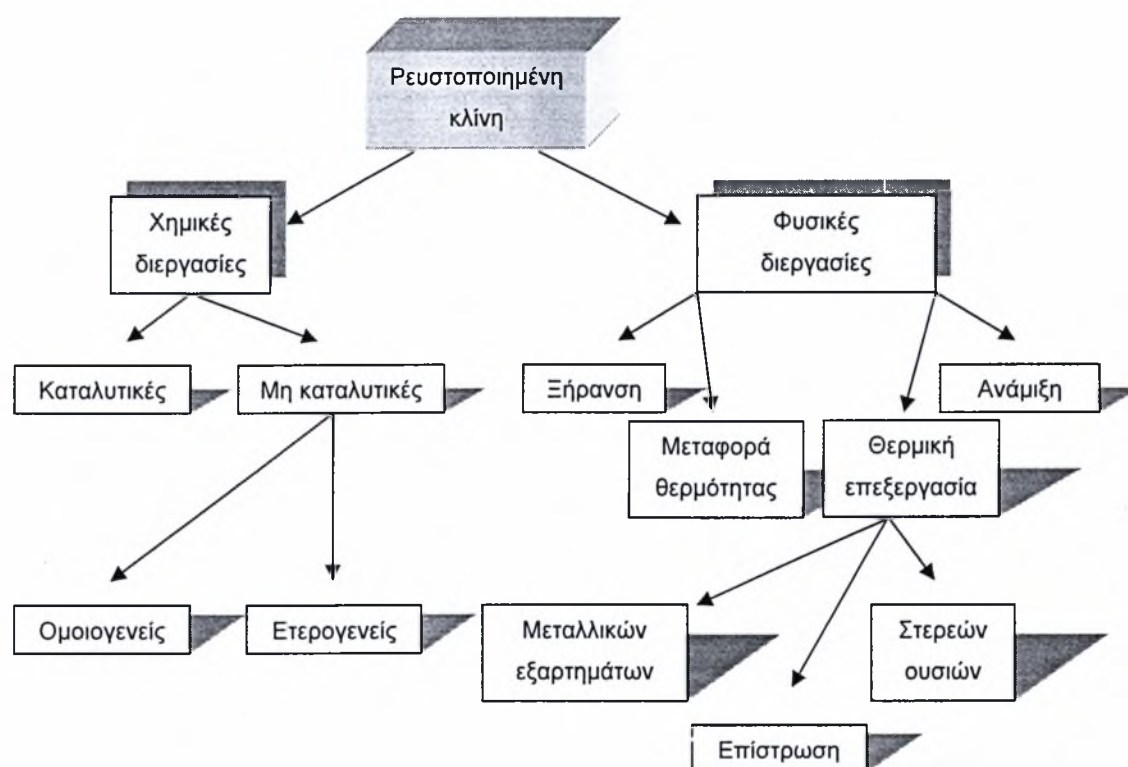 Ρευστοποιημένη
κλίνη
Χημικές
διεργασίες
Φυσικές
διεργασίες
Καταλυτικές
Μη καταλυτικές
Ξήρανση
Ανάμιξη
Μεταφορά
θερμότητας
Θερμική
επεξεργασία
Ομοιογενείς
Ετερογενείς
Μεταλλικών
εξαρτημάτων
Στερεών
ουσιών
Επίστρωση